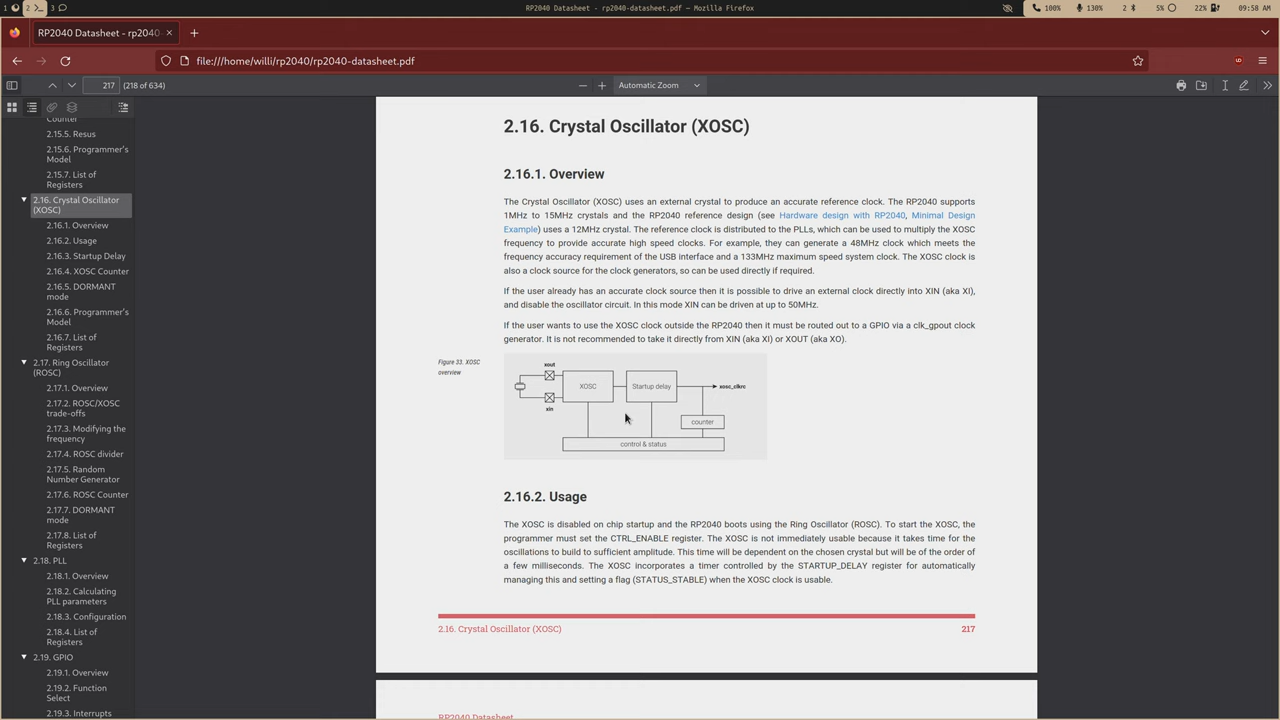 1 2 3 RP2040 Datasheet - rp2040-datasheet.pdf — Mozilla Firefox 100% 130% 2 5% 22% 09:58 AM
RP2040 Datasheet - rp2040-
file:///home/willi/rp2040/rp2040-datasheet.pdf
217 (218 of 634) Automatic Zoom
Counter
2.15.5. Resus
2.15.6. Programmer's
Model
2.15.7. List of
Registers
2.16. Crystal Oscillator
(XOSC)
2.16.1. Overview
2.16.2. Usage
2.16.3. Startup Delay
2.16.4. XOSC Counter
2.16.5. DORMANT
mode
2.16.6. Programmer's
Model
2.16.7. List of
Registers
2.17. Ring Oscillator
(ROSC)
2.17.1. Overview
2.17.2. ROSC/XOSC
trade-offs
2.17.3. Modifying the
frequency
2.17.4. ROSC divider
2.17.5. Random
Number Generator
2.17.6. ROSC Counter
2.17.7. DORMANT
mode
2.17.8. List of
Registers
2.18. PLL
2.18.1. Overview
2.18.2. Calculating
PLL parameters
2.18.3. Configuration
2.18.4. List of
Registers
2.19. GPIO
2.19.1. Overview
2.19.2. Function
Select
2.19.3. Interrupts
2.16. Crystal Oscillator (XOSC)
2.16.1. Overview
The Crystal Oscillator (XOSC) uses an external crystal to produce an accurate reference clock. The RP2040 supports
1MHz to 15MHz crystals and the RP2040 reference design (see Hardware design with RP2040, Minimal Design
Example) uses a 12MHz crystal. The reference clock is distributed to the PLLs, which can be used to multiply the XOSC
frequency to provide accurate high speed clocks. For example, they can generate a 48MHz clock which meets the
frequency accuracy requirement of the USB interface and a 133MHz maximum speed system clock. The XOSC clock is
also a clock source for the clock generators, so can be used directly if required.
If the user already has an accurate clock source then it is possible to drive an external clock directly into XIN (aka XI),
and disable the oscillator circuit. In this mode XIN can be driven at up to 50MHz.
If the user wants to use the XOSC clock outside the RP2040 then it must be routed out to a GPIO via a clk_gpout clock
generator. It is not recommended to take it directly from XIN (aka XI) or XOUT (aka XO).
Figure 33. XOSC
overview
xout
XOSC Startup delay xosc_clkrc
xin
counter
control & status
2.16.2. Usage
The XOSC is disabled on chip startup and the RP2040 boots using the Ring Oscillator (ROSC). To start the XOSC, the
programmer must set the CTRL_ENABLE register. The XOSC is not immediately usable because it takes time for the
oscillations to build to sufficient amplitude. This time will be dependent on the chosen crystal but will be of the order of
a few milliseconds. The XOSC incorporates a timer controlled by the STARTUP_DELAY register for automatically
managing this and setting a flag (STATUS_STABLE) when the XOSC clock is usable.
2.16. Crystal Oscillator (XOSC) 217
RP2040 Datasheet